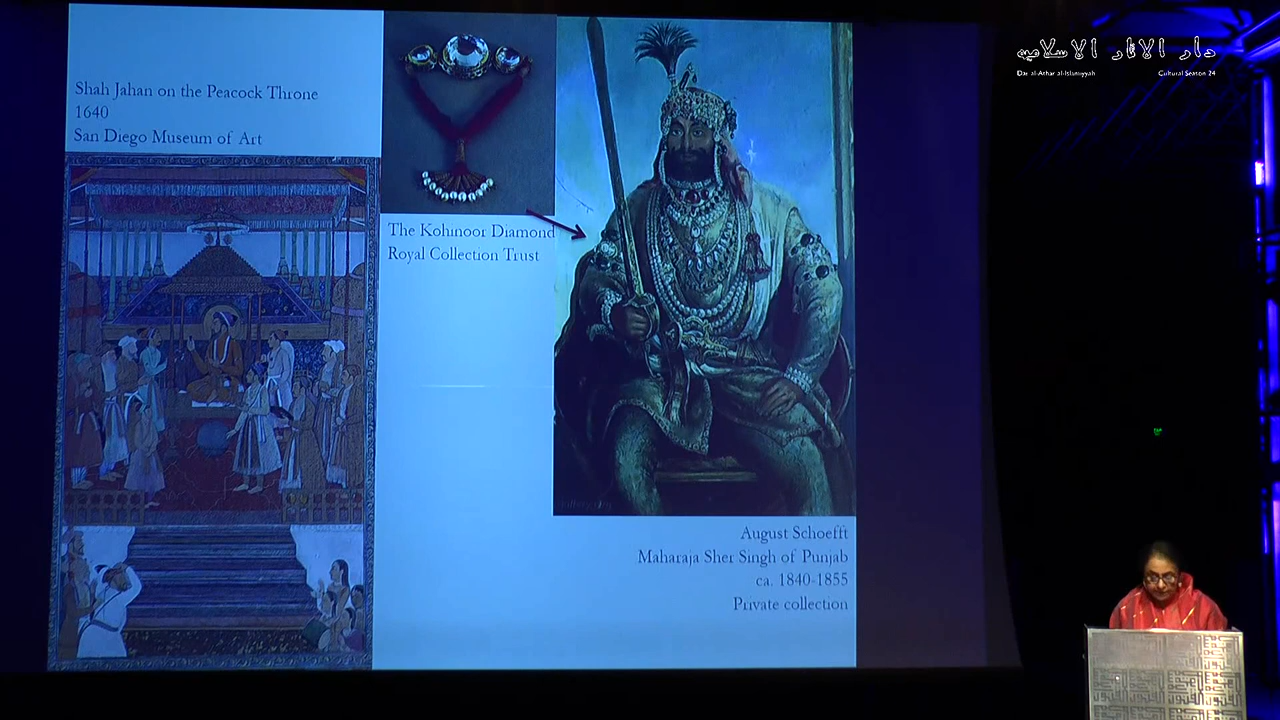 Shah Jahan on the Peacock Throne
1640
San Diego Museum of Art
The Kohinoor Diamond
Royal Collection Trust
August Schoefft
Maharaja Sher Singh of Punjab
ca. 1840-1855
Private collection
دار الآثار الإسلامية
Dar al-Athar al-Islamiyyah
Cultural Season 24